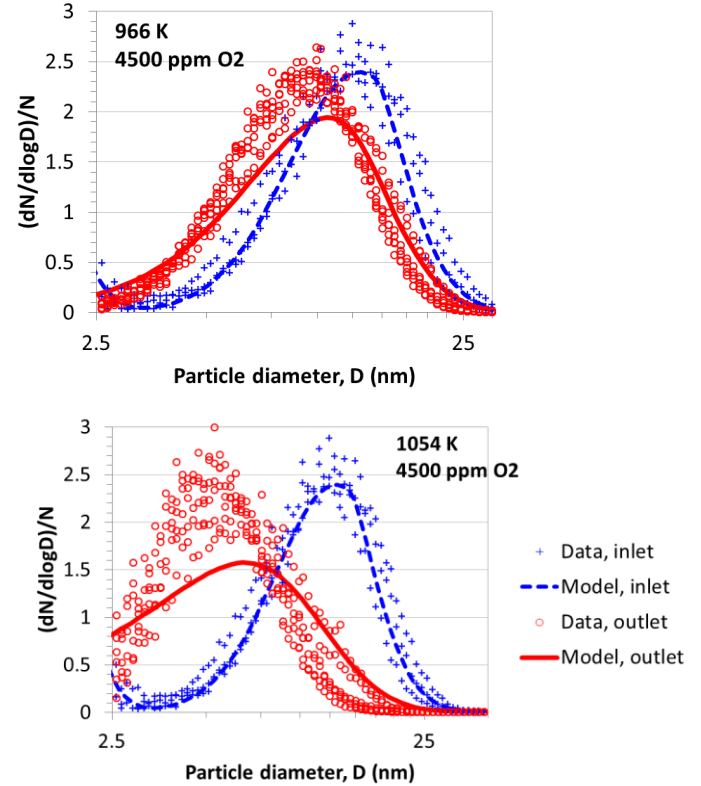 3
2.5
2
1.5
1
0.5
0
966 K
4500 ppm O2
(dN/dlogD)/N
2.5
25
Particle diameter, D (nm)
3
2.5
2
1.5
1
0.5
0
1054 K
4500 ppm O2
(dN/dlogD)/N
2.5
25
Particle diameter, D (nm)
Data, inlet
Model, inlet
Data, outlet
Model, outlet